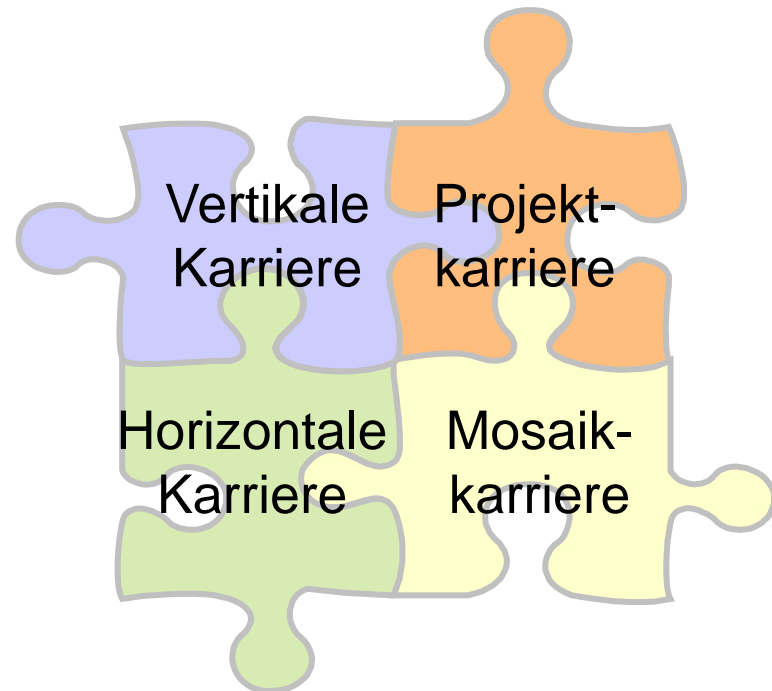 Vertikale
Karriere
Projekt-
karriere
Horizontale
Karriere
Mosaik-
karriere